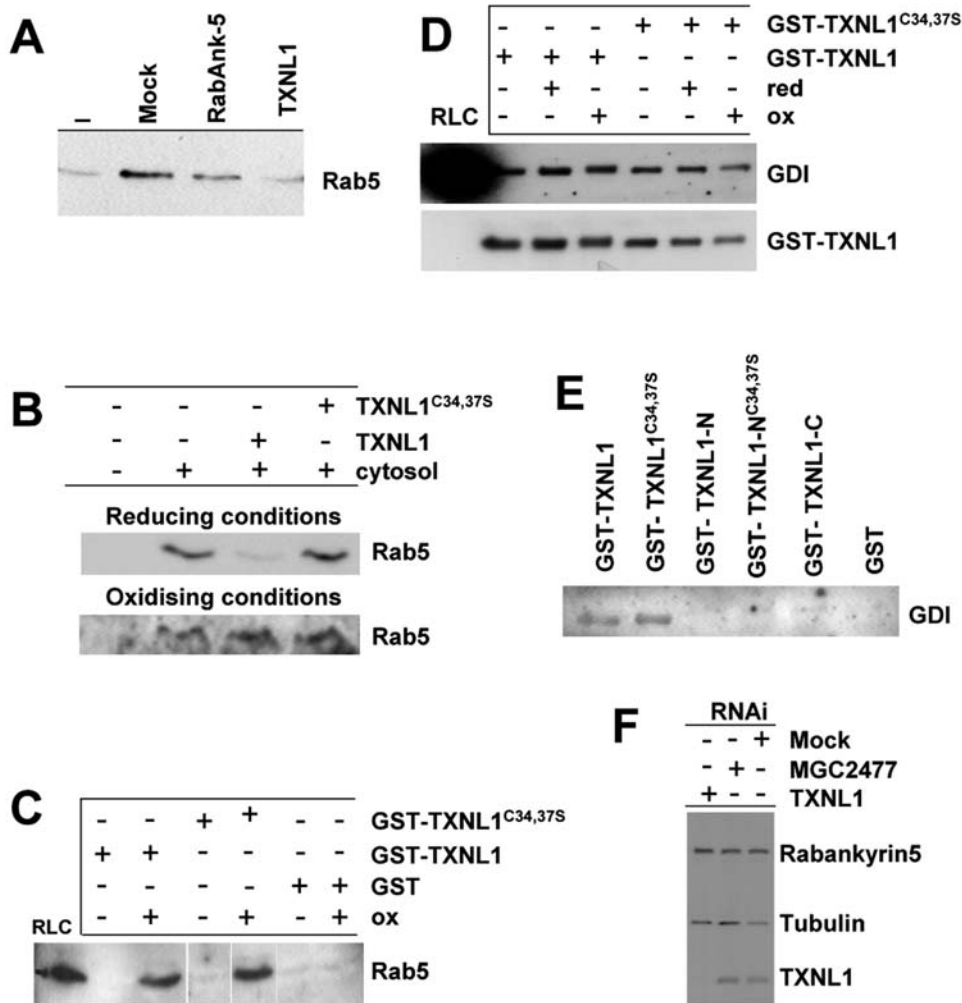 A
–
Mock
RabAnk-5
TXNL1
Rab5
B
- - - + TXNL1C34,37S
- - + - TXNL1
- + + + cytosol
Reducing conditions
Rab5
Oxidising conditions
Rab5
C
- - + + - - GST-TXNL1C34,37S
+ + - - - - GST-TXNL1
- - - - + + GST
RLC - + - + - + ox
Rab5
D
- - - + + + GST-TXNL1C34,37S
+ + + - - - GST-TXNL1
- + - - + - red
RLC - - + - - + ox
GDI
GST-TXNL1
E
GST-TXNL1
GST- TXNL1C34,37S
GST- TXNL1-N
GST- TXNL1-NC34,37S
GST- TXNL1-C
GST
GDI
F
RNAi
- - + Mock
- + - MGC2477
+ - - TXNL1
Rabankyrin5
Tubulin
TXNL1